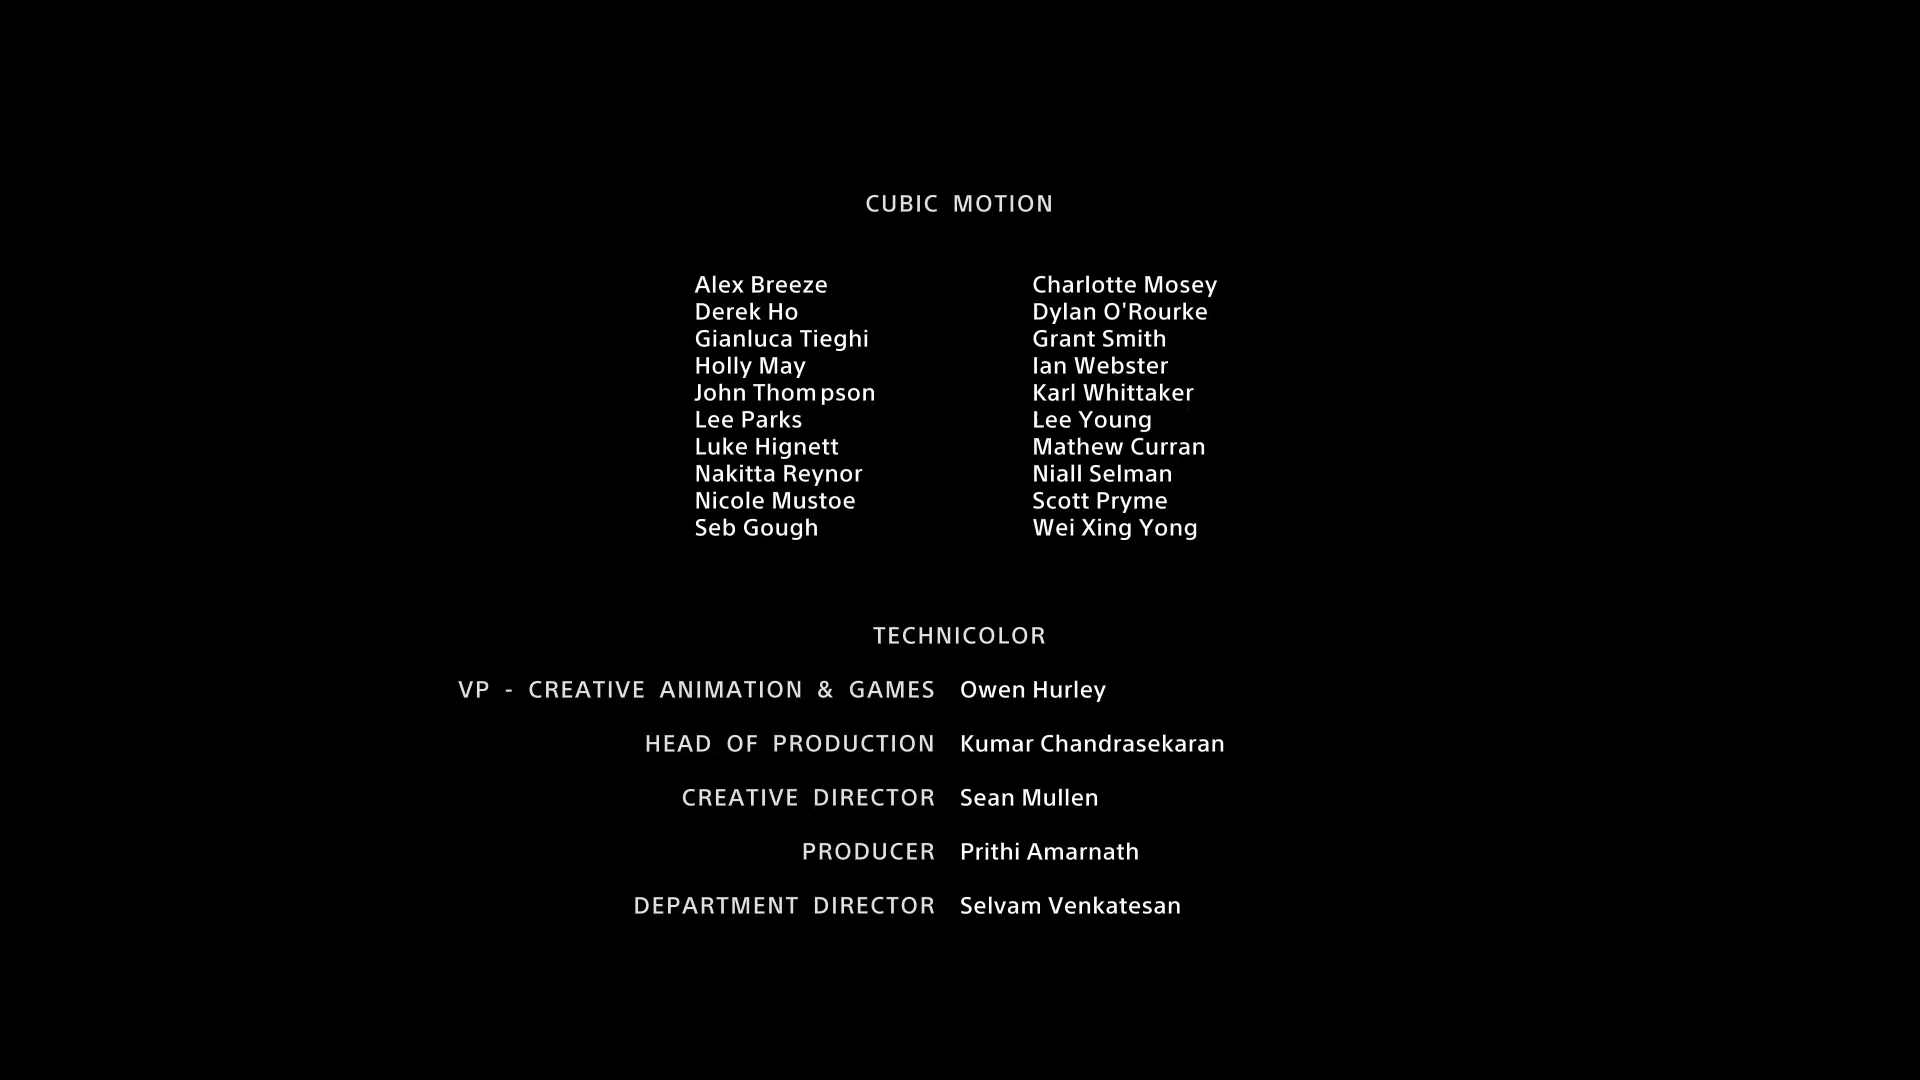 CUBIC MOTION
Alex Breeze
Derek Ho
Gianluca Tieghi
Holly May
John Thompson
Lee Parks
Luke Hignett
Nakitta Reynor
Nicole Mustoe
Seb Gough
Charlotte Mosey
Dylan O'Rourke
Grant Smith
Ian Webster
Karl Whittaker
Lee Young
Mathew Curran
Niall Selman
Scott Pryme
Wei Xing Yong
TECHNICOLOR
VP - CREATIVE ANIMATION & GAMES Owen Hurley
HEAD OF PRODUCTION Kumar Chandrasekaran
CREATIVE DIRECTOR Sean Mullen
PRODUCER Prithi Amarnath
DEPARTMENT DIRECTOR Selvam Venkatesan